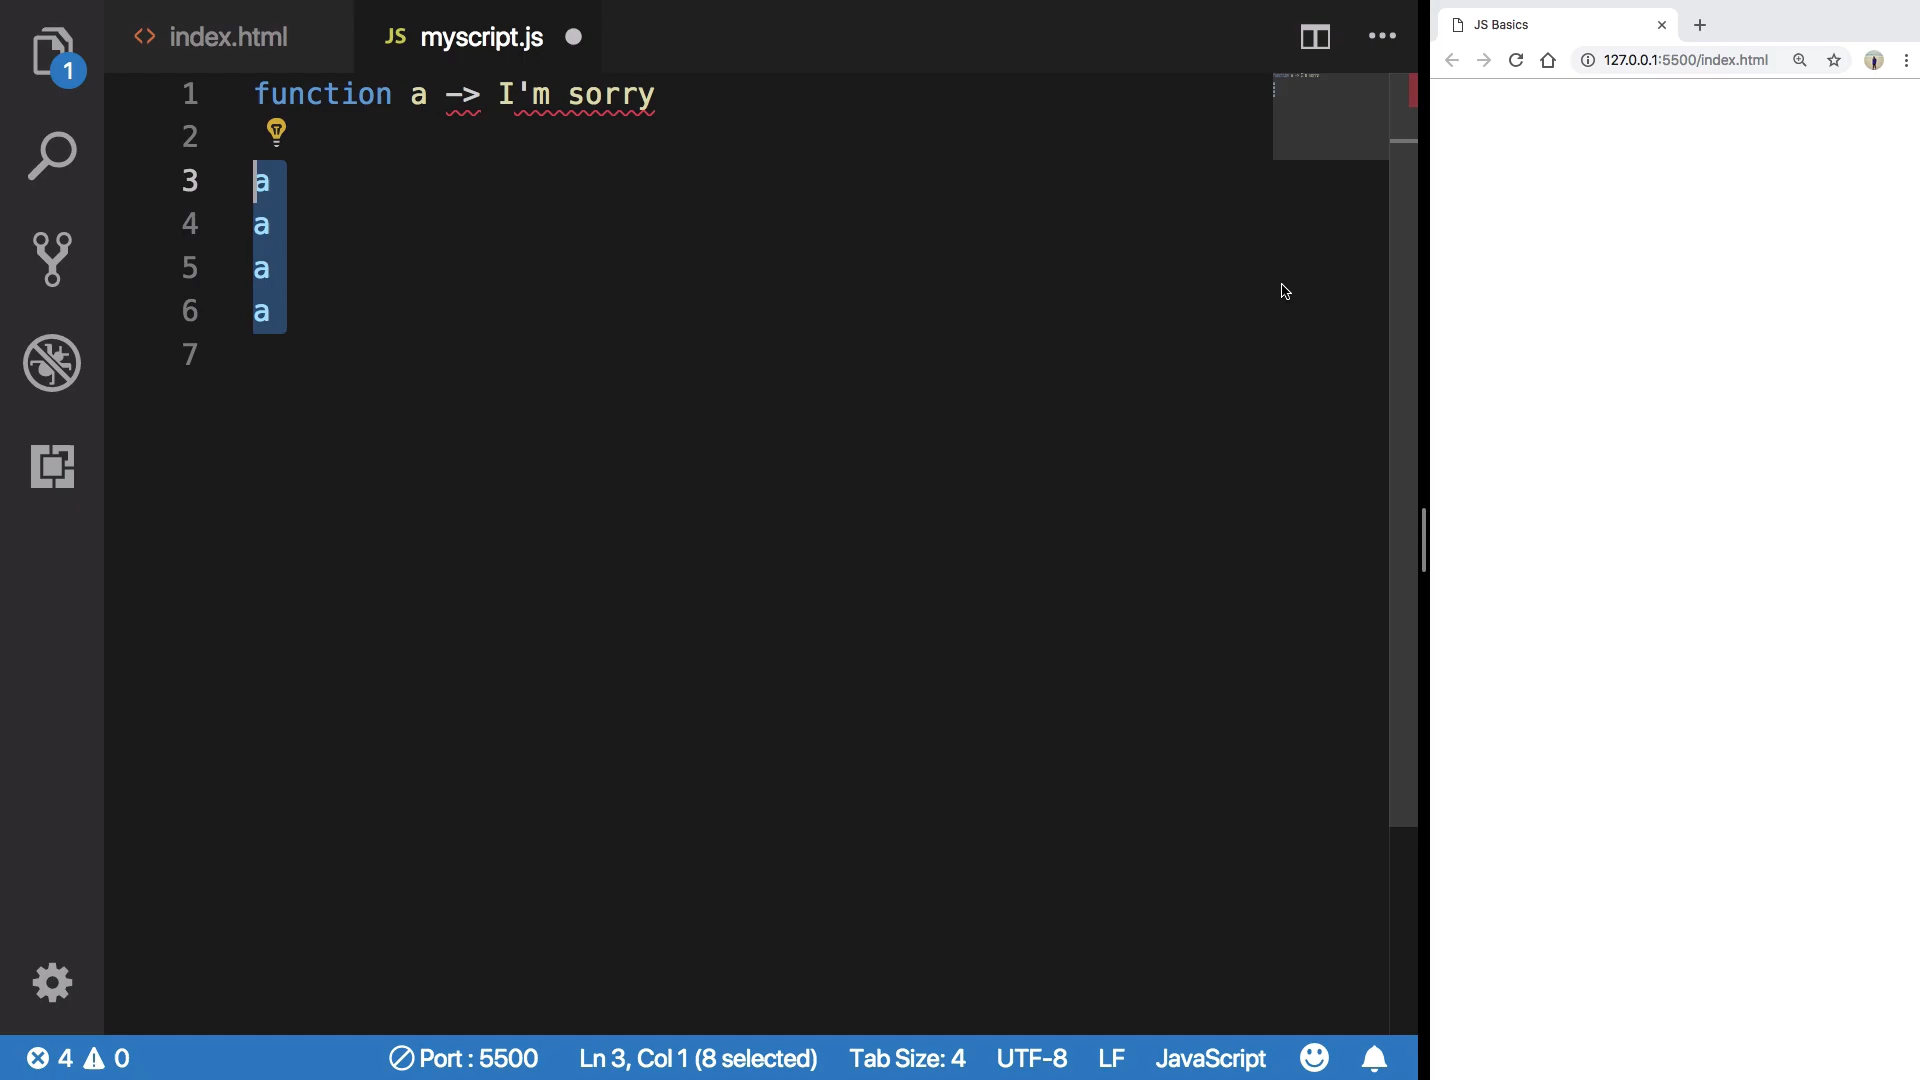 <> index.html
JS myscript.js
1
1 function a -> I'm sorry
2
3 a
4 a
5 a
6 a
7
4 0 Port : 5500 Ln 3, Col 1 (8 selected) Tab Size: 4 UTF-8 LF JavaScript
JS Basics
127.0.0.1:5500/index.html